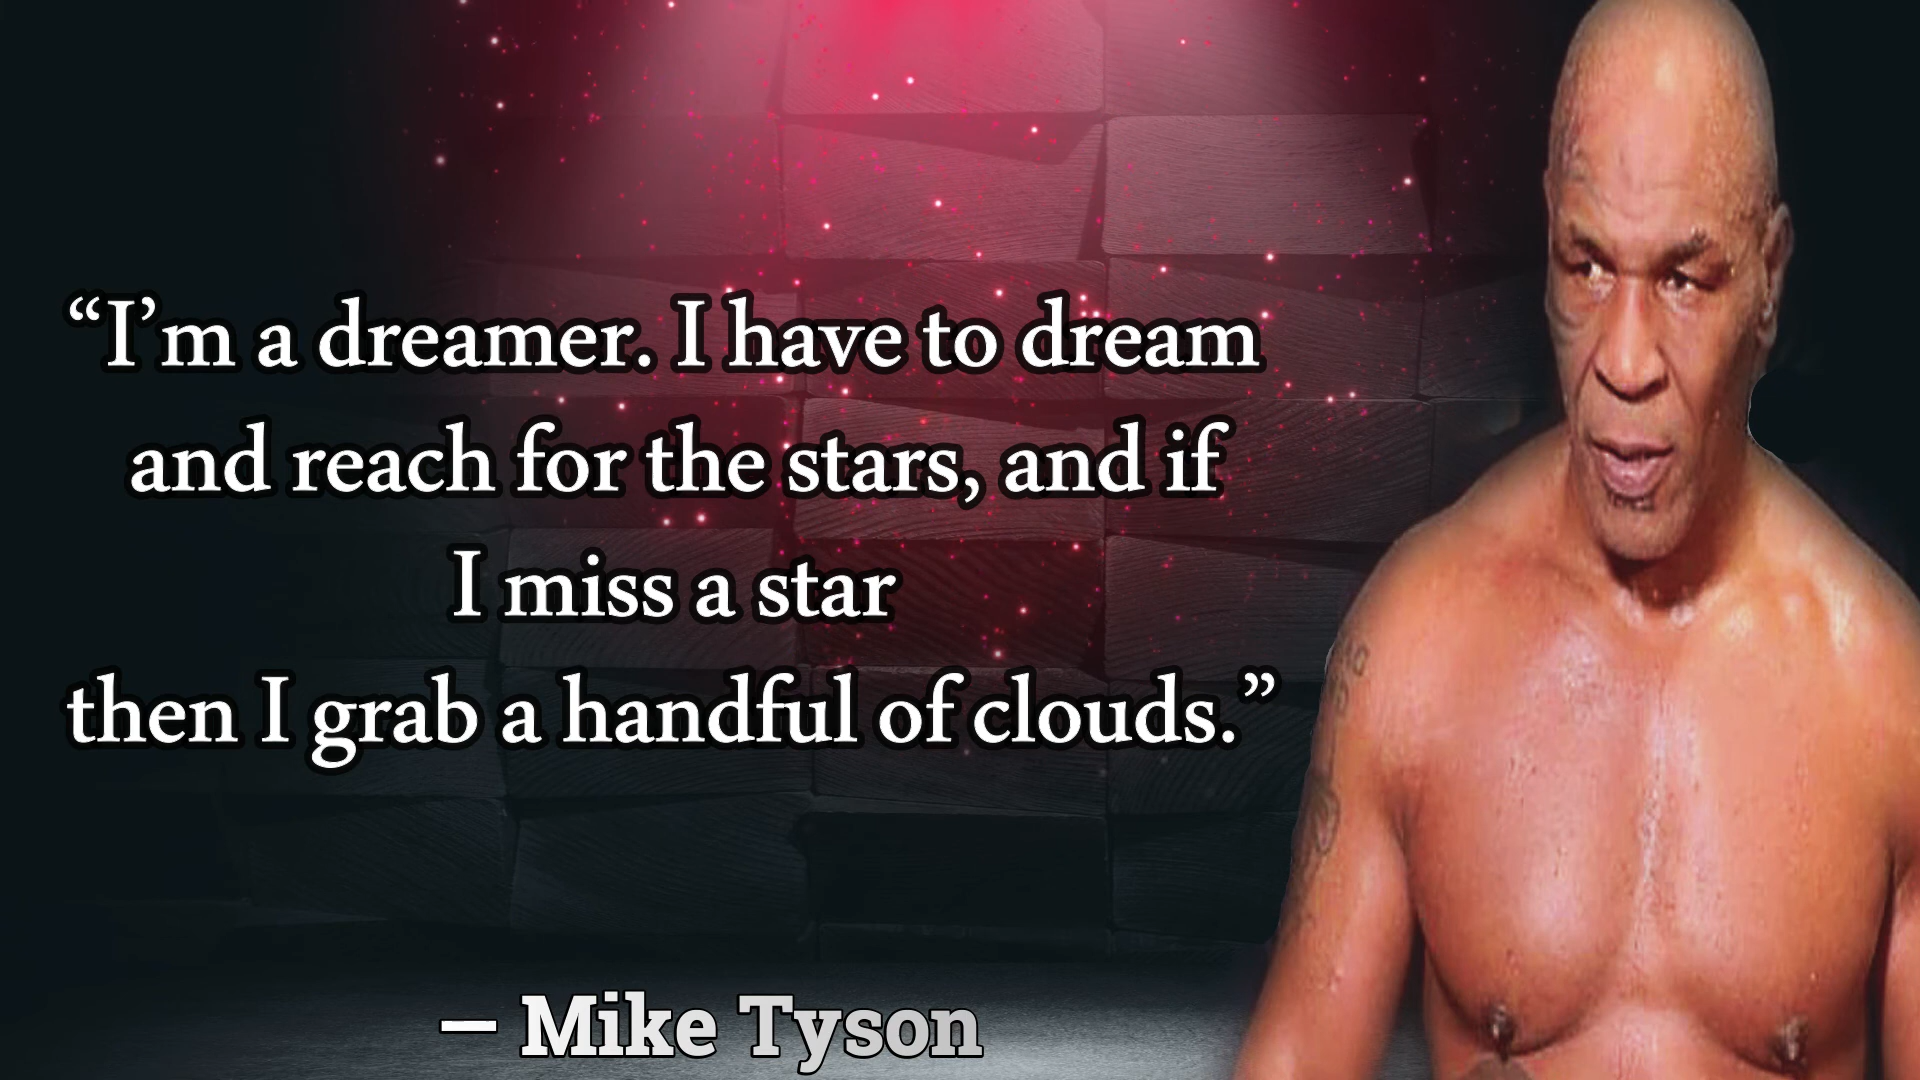 “I’m a dreamer. I have to dream
and reach for the stars, and if
I miss a star
then I grab a handful of clouds.”
— Mike Tyson